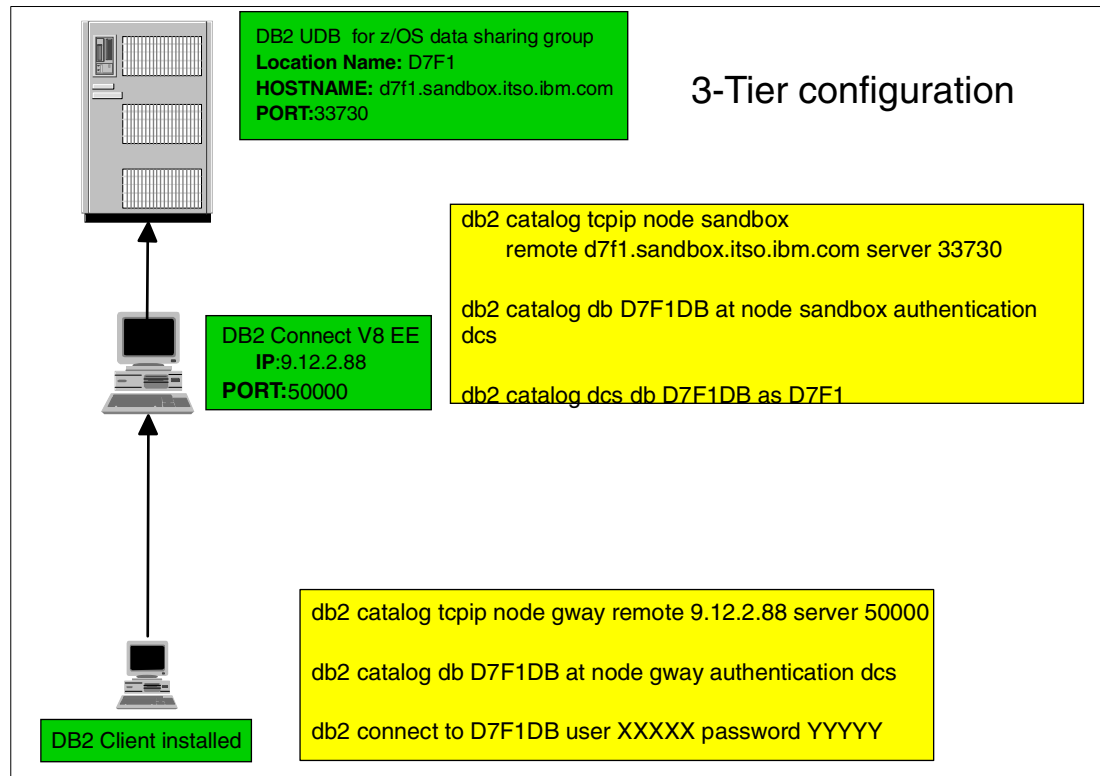 DB2 UDB for z/OS data sharing group
Location Name: D7F1
HOSTNAME: d7f1.sandbox.itso.ibm.com
PORT:33730
3-Tier configuration
db2 catalog tcpip node sandbox
remote d7f1.sandbox.itso.ibm.com server 33730
db2 catalog db D7F1DB at node sandbox authentication
dcs
db2 catalog dcs db D7F1DB as D7F1
DB2 Connect V8 EE
IP:9.12.2.88
PORT:50000
db2 catalog tcpip node gway remote 9.12.2.88 server 50000
db2 catalog db D7F1DB at node gway authentication dcs
db2 connect to D7F1DB user XXXXX password YYYYY
DB2 Client installed